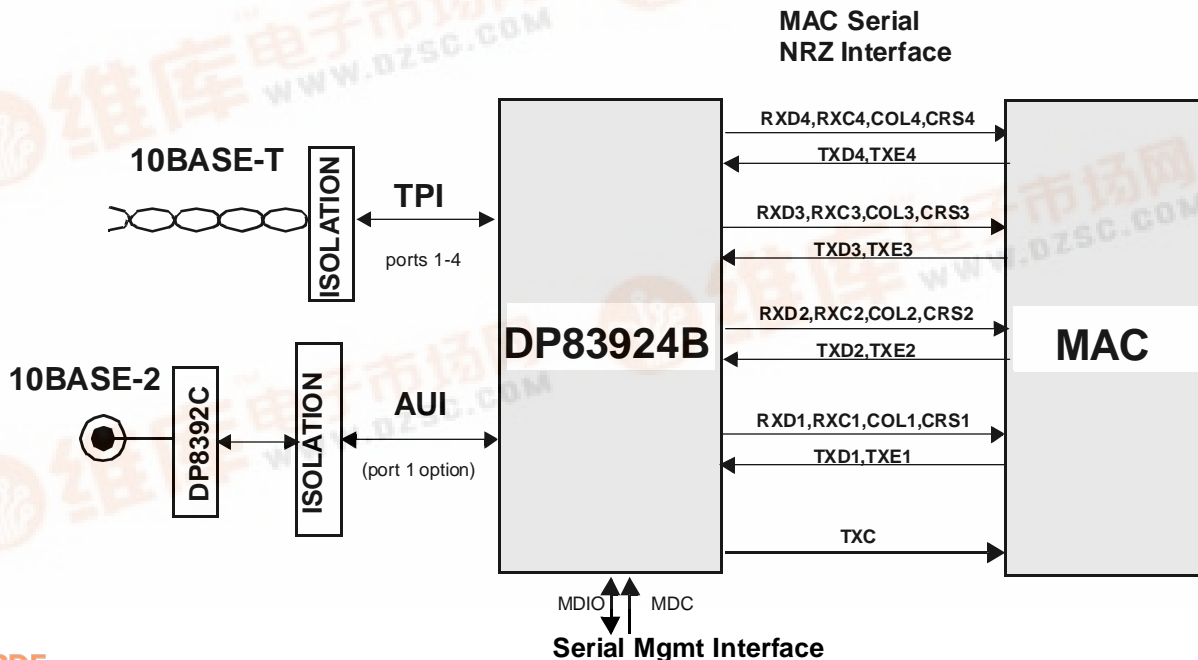 MAC Serial
NRZ Interface
10BASE-T
ISOLATION
TPI
ports 1-4
10BASE-2
DP8392C
ISOLATION
AUI
(port 1 option)
DP83924B
RXD4,RXC4,COL4,CRS4
TXD4,TXE4
RXD3,RXC3,COL3,CRS3
TXD3,TXE3
RXD2,RXC2,COL2,CRS2
TXD2,TXE2
RXD1,RXC1,COL1,CRS1
TXD1,TXE1
TXC
MAC
MDIO
MDC
Serial Mgmt Interface
维库电子市场网
WWW.DZSC.COM